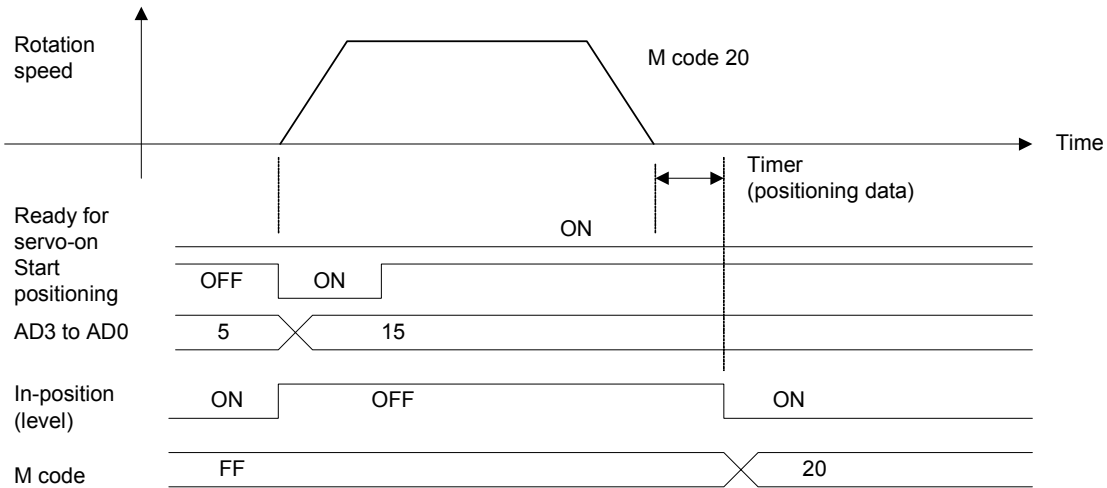 Rotation
speed
M code 20
Time
Timer
(positioning data)
Ready for
servo-on
ON
Start
positioning
OFF
ON
AD3 to AD0
5
15
In-position
(level)
ON
OFF
ON
M code
FF
20